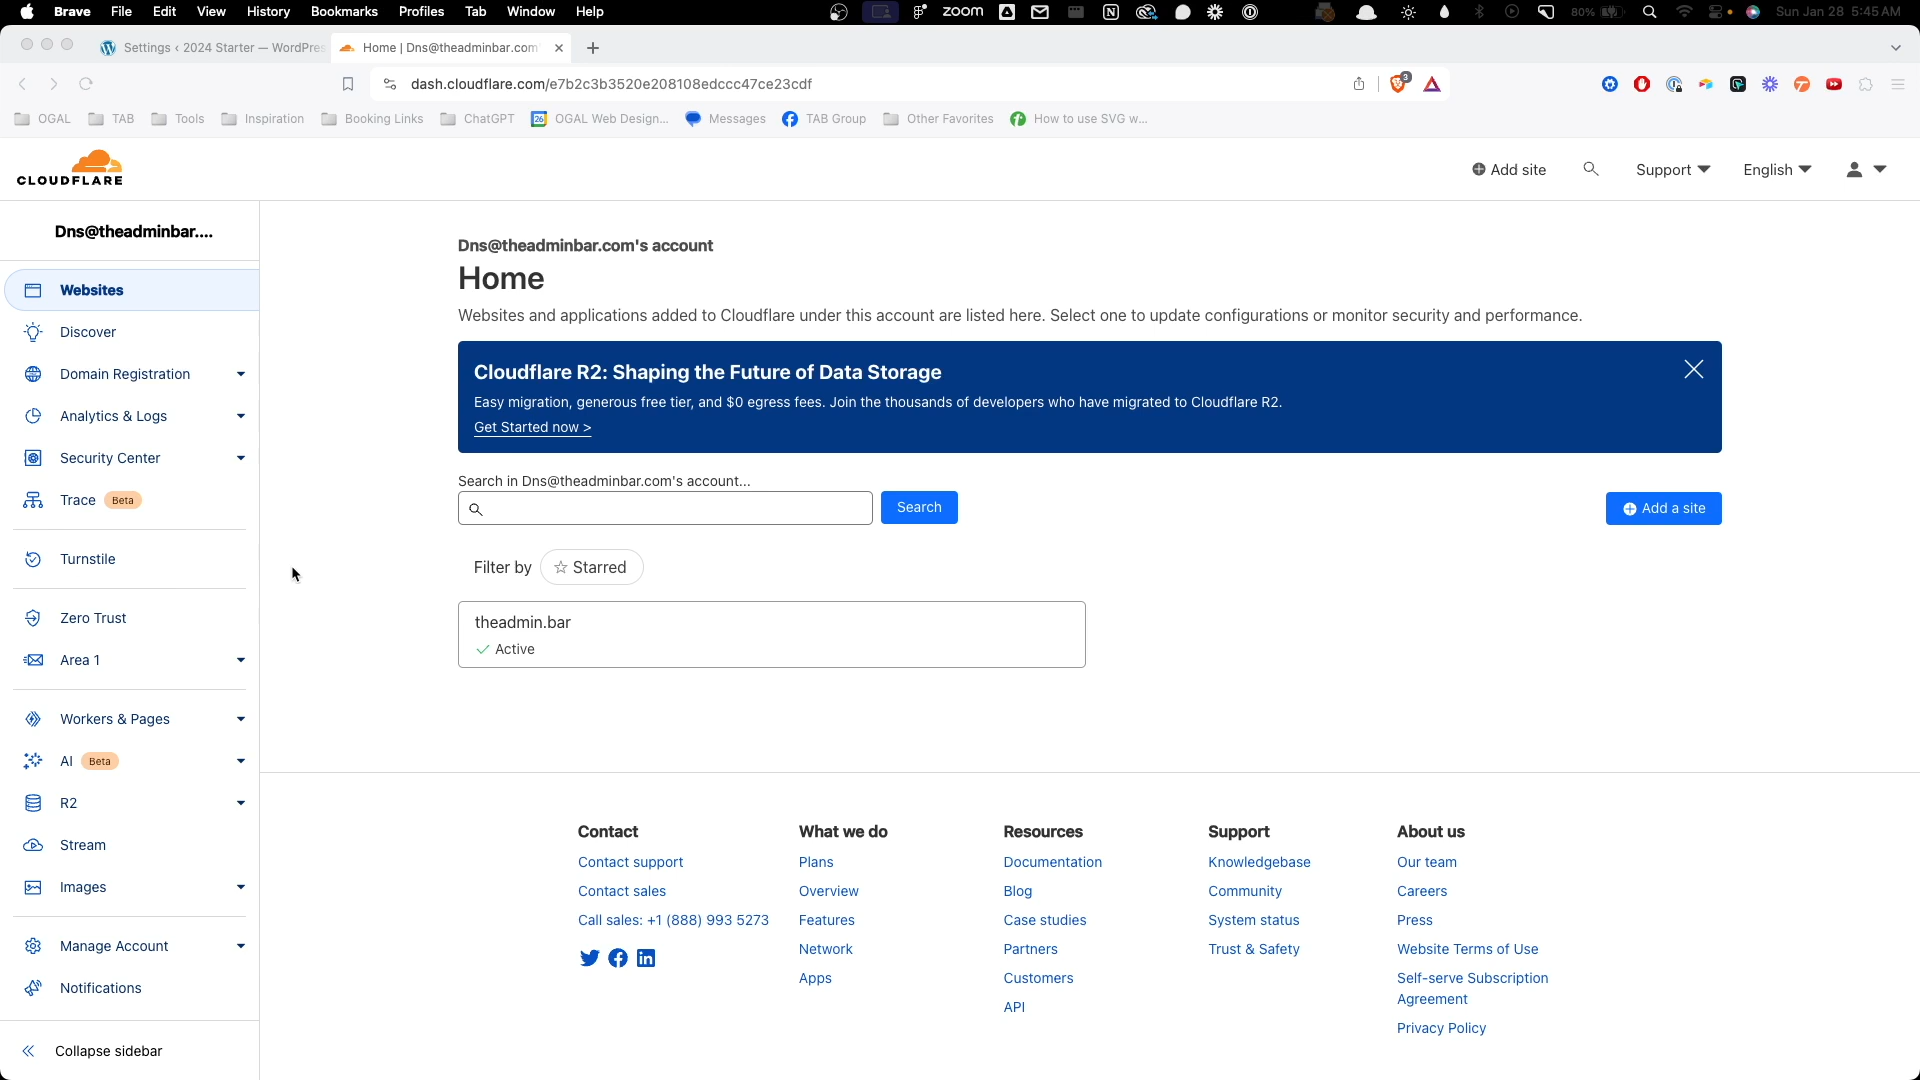 Brave File Edit View History Bookmarks Profiles Tab Window Help zoom 80% Sun Jan 28 5:45 AM
Settings ‹ 2024 Starter — WordPres
Home | Dns@theadminbar.com'
dash.cloudflare.com/e7b2c3b3520e208108edccc47ce23cdf
3
OGAL TAB Tools Inspiration Booking Links ChatGPT 26 OGAL Web Design... Messages TAB Group Other Favorites How to use SVG w...
CLOUDFLARE
Add site Support English
Dns@theadminbar....
Websites
Discover
Domain Registration
Analytics & Logs
Security Center
Trace Beta
Turnstile
Zero Trust
Area 1
Workers & Pages
AI Beta
R2
Stream
Images
Manage Account
Notifications
Collapse sidebar
Dns@theadminbar.com's account
Home
Websites and applications added to Cloudflare under this account are listed here. Select one to update configurations or monitor security and performance.
Cloudflare R2: Shaping the Future of Data Storage
Easy migration, generous free tier, and $0 egress fees. Join the thousands of developers who have migrated to Cloudflare R2.
Get Started now >
Search in Dns@theadminbar.com's account...
Search
Add a site
Filter by Starred
theadmin.bar
Active
Contact
Contact support
Contact sales
Call sales: +1 (888) 993 5273
What we do
Plans
Overview
Features
Network
Apps
Resources
Documentation
Blog
Case studies
Partners
Customers
API
Support
Knowledgebase
Community
System status
Trust & Safety
About us
Our team
Careers
Press
Website Terms of Use
Self-serve Subscription
Agreement
Privacy Policy